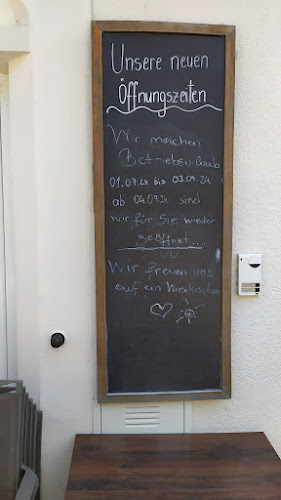 Unsere neuen
Öffnungszeiten
Wir machen
Betriebsurlaub
01.07.24 bis 03.09.24
ab 04.09.24 sind
wir für Sie wieder
geöffnet...
Wir freuen uns
auf ein Wiedersehen